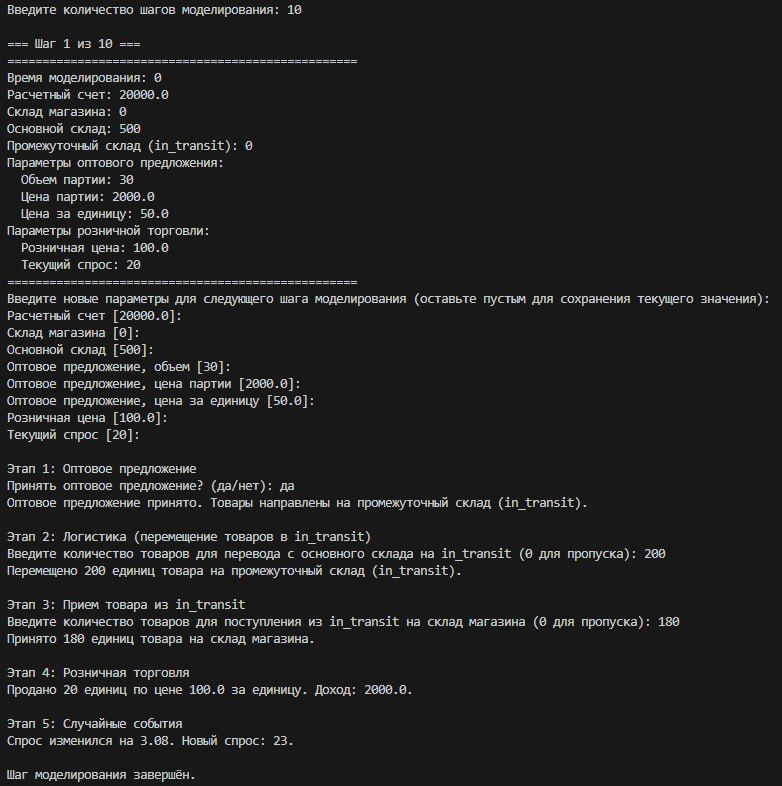 Введите количество шагов моделирования: 10
=== Шаг 1 из 10 ===
==================================================
Время моделирования: 0
Расчетный счет: 20000.0
Склад магазина: 0
Основной склад: 500
Промежуточный склад (in_transit): 0
Параметры оптового предложения:
  Объем партии: 30
  Цена партии: 2000.0
  Цена за единицу: 50.0
Параметры розничной торговли:
  Розничная цена: 100.0
  Текущий спрос: 20
==================================================
Введите новые параметры для следующего шага моделирования (оставьте пустым для сохранения текущего значения):
Расчетный счет [20000.0]:
Склад магазина [0]:
Основной склад [500]:
Оптовое предложение, объем [30]:
Оптовое предложение, цена партии [2000.0]:
Оптовое предложение, цена за единицу [50.0]:
Розничная цена [100.0]:
Текущий спрос [20]:
Этап 1: Оптовое предложение
Принять оптовое предложение? (да/нет): да
Оптовое предложение принято. Товары направлены на промежуточный склад (in_transit).
Этап 2: Логистика (перемещение товаров в in_transit)
Введите количество товаров для перевода с основного склада на in_transit (0 для пропуска): 200
Перемещено 200 единиц товара на промежуточный склад (in_transit).
Этап 3: Прием товара из in_transit
Введите количество товаров для поступления из in_transit на склад магазина (0 для пропуска): 180
Принято 180 единиц товара на склад магазина.
Этап 4: Розничная торговля
Продано 20 единиц по цене 100.0 за единицу. Доход: 2000.0.
Этап 5: Случайные события
Спрос изменился на 3.08. Новый спрос: 23.
Шаг моделирования завершён.